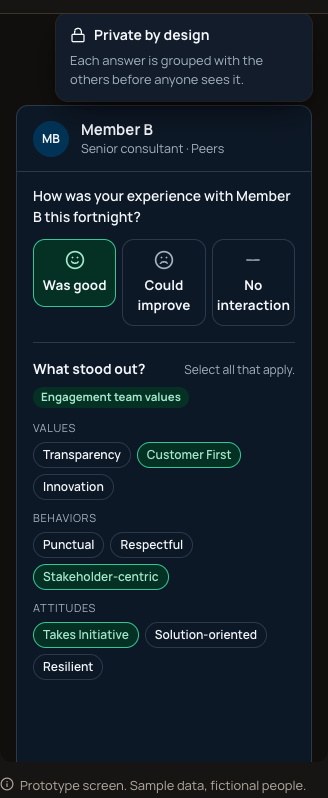 Private by design
Each answer is grouped with the
others before anyone sees it.
MB
Member B
Senior consultant · Peers
How was your experience with Member
B this fortnight?
Was good
Could
improve
No
interaction
What stood out?
Select all that apply.
Engagement team values
VALUES
Transparency
Customer First
Innovation
BEHAVIORS
Punctual
Respectful
Stakeholder-centric
ATTITUDES
Takes Initiative
Solution-oriented
Resilient
Prototype screen. Sample data, fictional people.